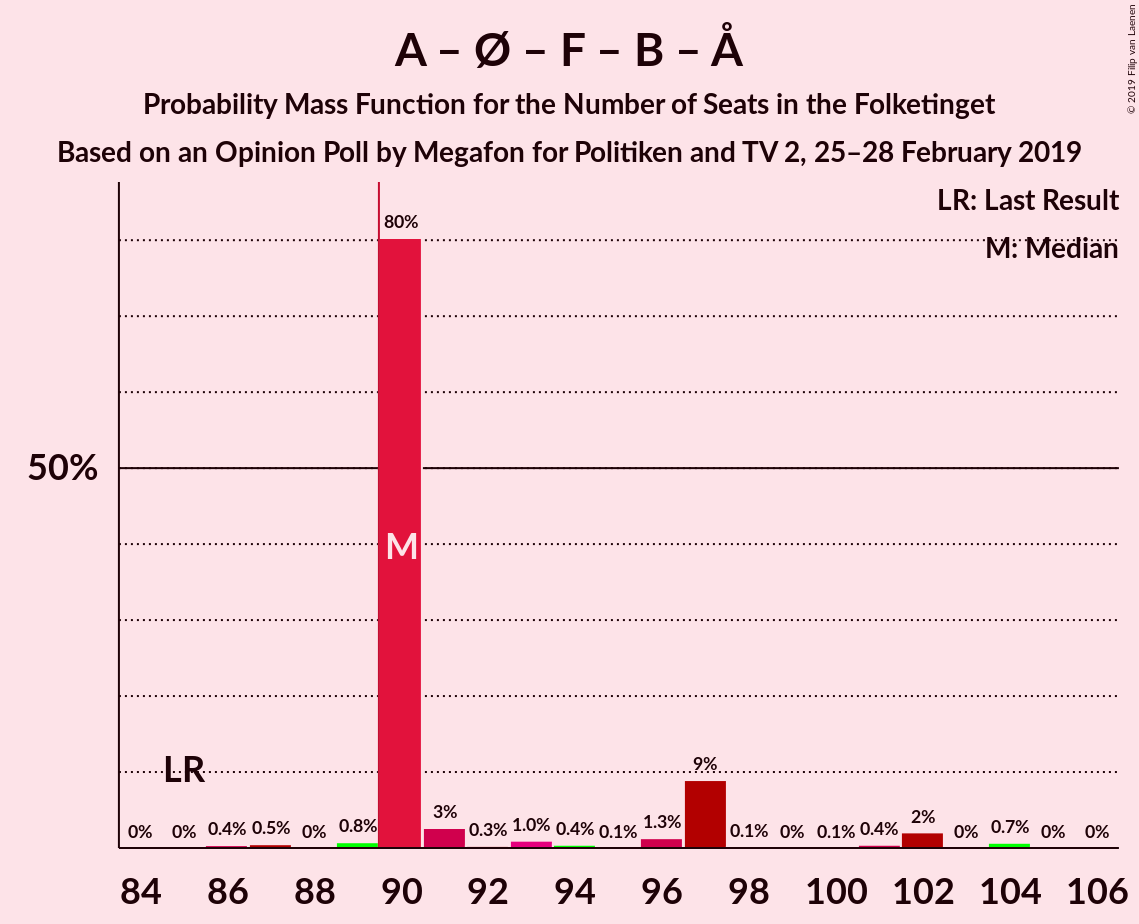 A – Ø – F – B – Å
Probability Mass Function for the Number of Seats in the Folketinget
Based on an Opinion Poll by Megafon for Politiken and TV 2, 25–28 February 2019
© 2019 Filip van Laenen
LR: Last Result
M: Median
50%
80%
M
LR
0% 0% 0.4% 0.5% 0% 0.8% 3% 0.3% 1.0% 0.4% 0.1% 1.3% 9% 0.1% 0% 0.1% 0.4% 2% 0% 0.7% 0% 0%
84 86 88 90 92 94 96 98 100 102 104 106